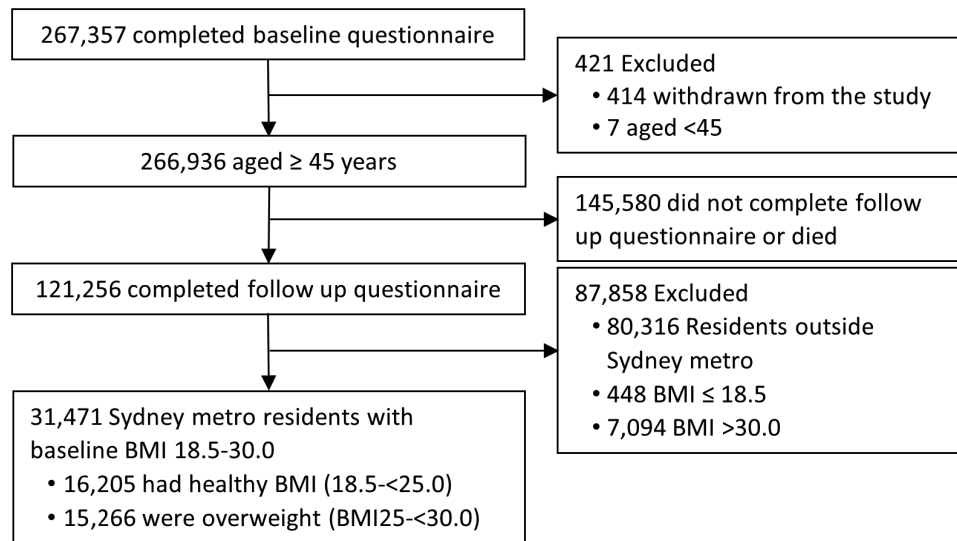 267,357 completed baseline questionnaire
421 Excluded
• 414 withdrawn from the study
• 7 aged <45
266,936 aged ≥ 45 years
145,580 did not complete follow
up questionnaire or died
121,256 completed follow up questionnaire
87,858 Excluded
• 80,316 Residents outside
Sydney metro
• 448 BMI ≤ 18.5
• 7,094 BMI >30.0
31,471 Sydney metro residents with
baseline BMI 18.5-30.0
• 16,205 had healthy BMI (18.5-<25.0)
• 15,266 were overweight (BMI25-<30.0)